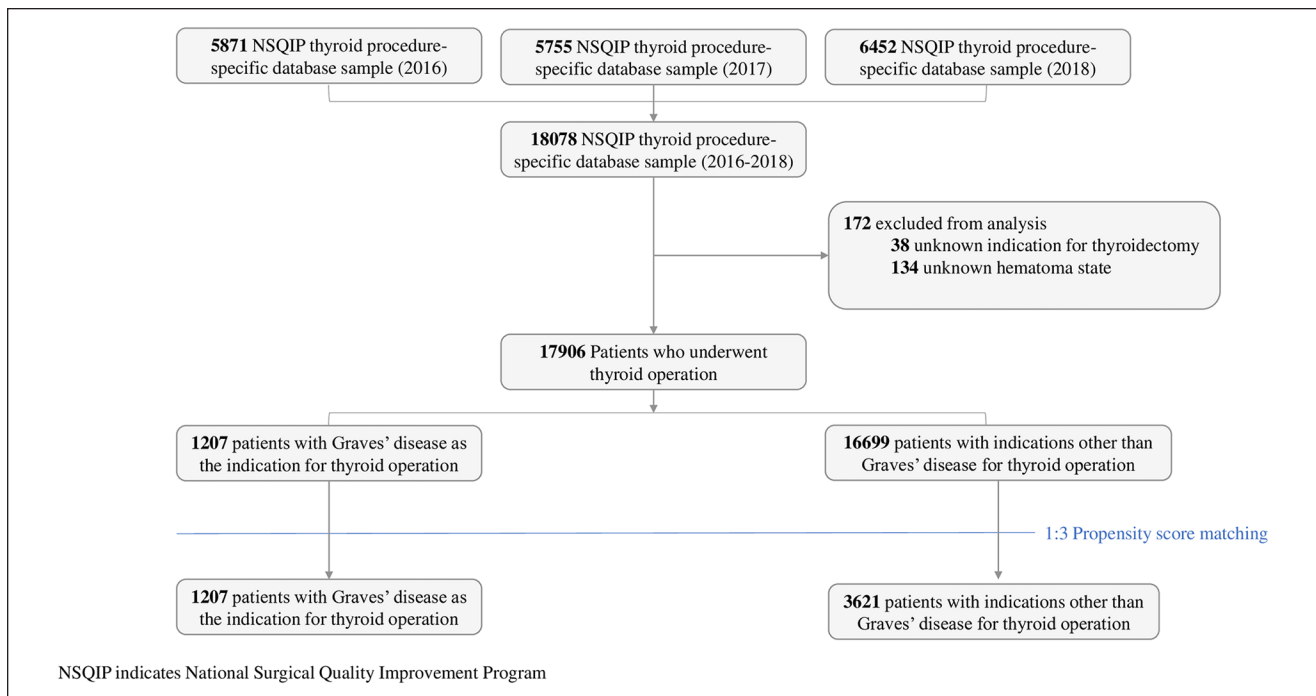 5871 NSQIP thyroid procedure-
specific database sample (2016)
5755 NSQIP thyroid procedure-
specific database sample (2017)
6452 NSQIP thyroid procedure-
specific database sample (2018)
18078 NSQIP thyroid procedure-
specific database sample (2016-2018)
172 excluded from analysis
38 unknown indication for thyroidectomy
134 unknown hematoma state
17906 Patients who underwent
thyroid operation
1207 patients with Graves’ disease as
the indication for thyroid operation
16699 patients with indications other than
Graves’ disease for thyroid operation
1:3 Propensity score matching
1207 patients with Graves’ disease as
the indication for thyroid operation
3621 patients with indications other than
Graves’ disease for thyroid operation
NSQIP indicates National Surgical Quality Improvement Program